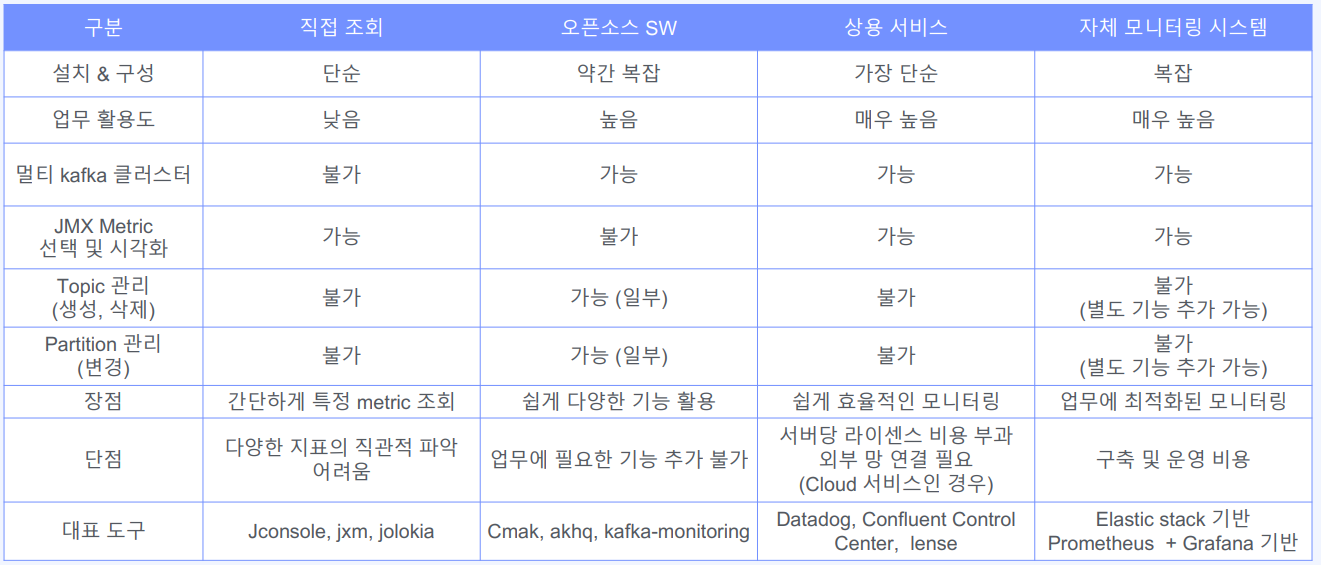 구분 직접 조회 오픈소스 SW 상용 서비스 자체 모니터링 시스템
설치 & 구성 단순 약간 복잡 가장 단순 복잡
업무 활용도 낮음 높음 매우 높음 매우 높음
멀티 kafka 클러스터 불가 가능 가능 가능
JMX Metric
선택 및 시각화 가능 불가 가능 가능
Topic 관리
(생성, 삭제) 불가 가능 (일부) 불가 불가
(별도 기능 추가 가능)
Partition 관리
(변경) 불가 가능 (일부) 불가 불가
(별도 기능 추가 가능)
장점 간단하게 특정 metric 조회 쉽게 다양한 기능 활용 쉽게 효율적인 모니터링 업무에 최적화된 모니터링
단점 다양한 지표의 직관적 파악
어려움 업무에 필요한 기능 추가 불가 서버당 라이센스 비용 부과
외부 망 연결 필요
(Cloud 서비스인 경우) 구축 및 운영 비용
대표 도구 Jconsole, jxm, jolokia Cmak, akhq, kafka-monitoring Datadog, Confluent Control
Center, lense Elastic stack 기반
Prometheus + Grafana 기반